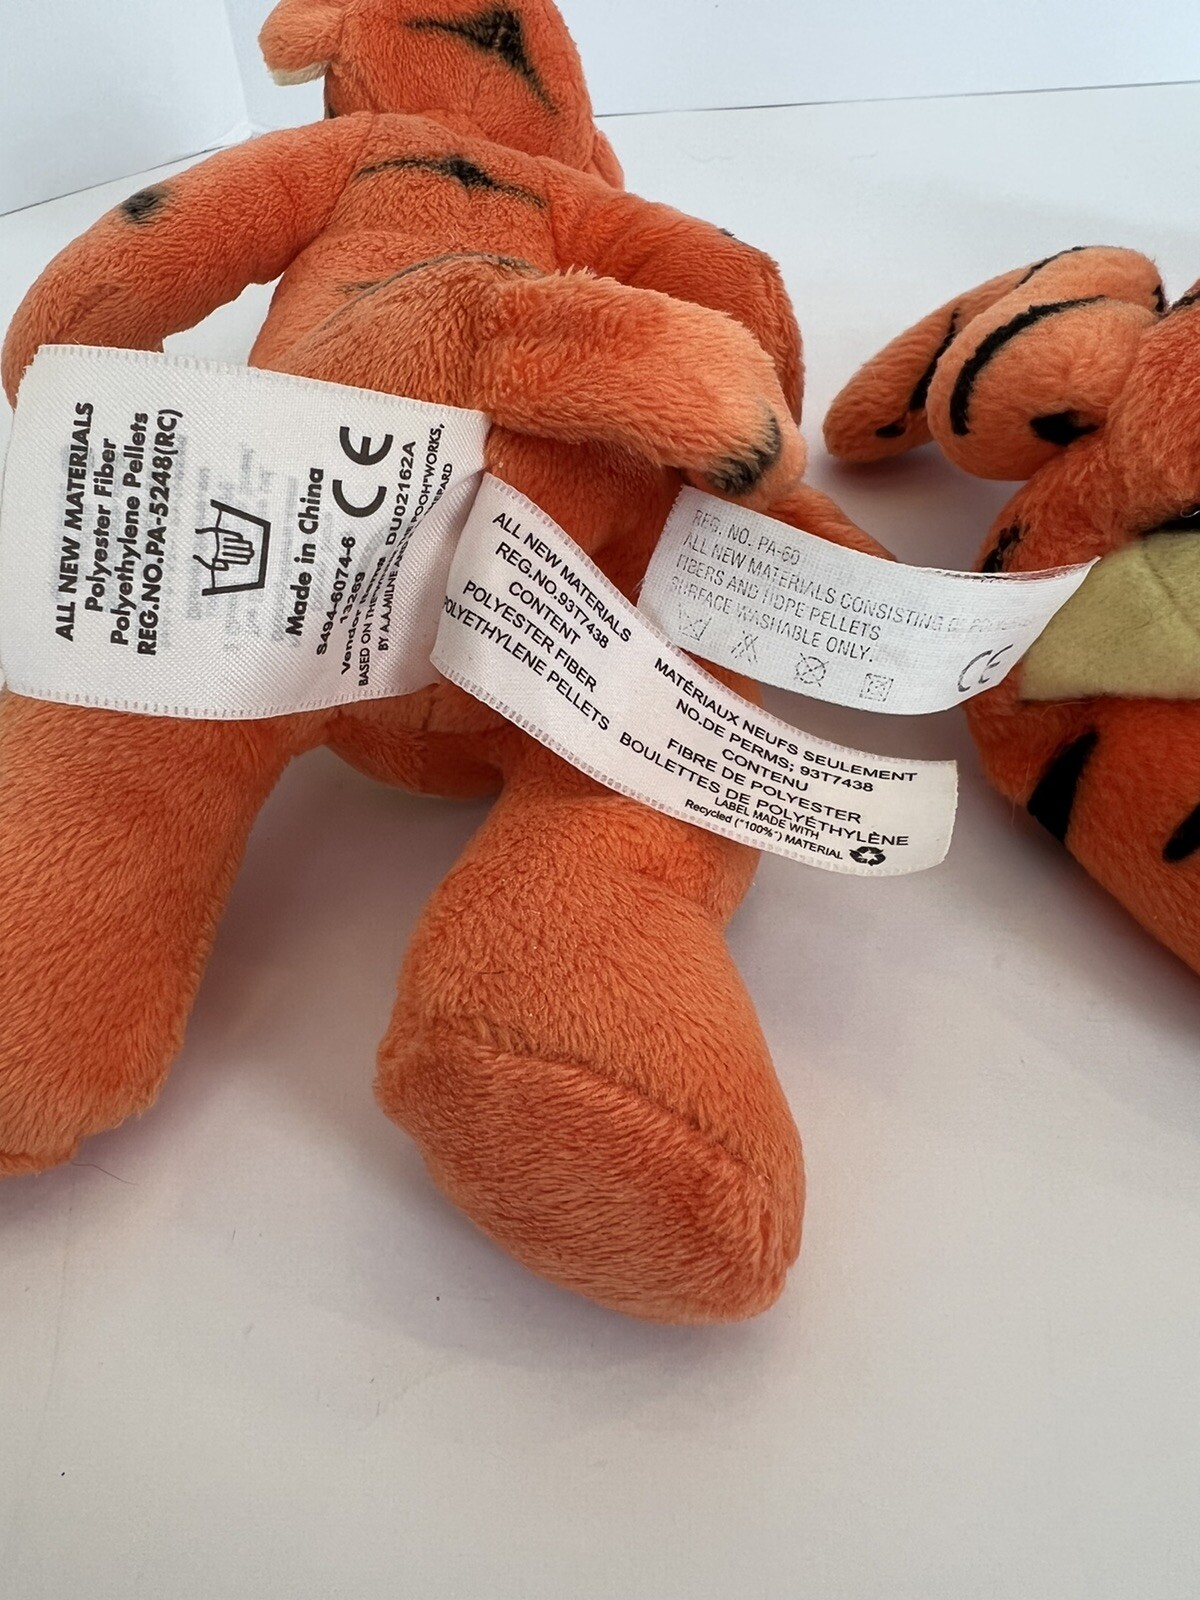 ALL NEW MATERIALS
Polyester Fiber
Polyethylene Pellets
REG.NO.PA-5248(RC)
Made in China
CE
S494-6074-6
13269
DU02162A
BASED ON THE "WINNIE THE POOH" WORKS,
BY A.A.MILNE AND E.H.SHEPARD
ALL NEW MATERIALS
REG.NO.93T7438
CONTENT
POLYESTER FIBER
POLYETHYLENE PELLETS
MATÉRIAUX NEUFS SEULEMENT
NO.DE PERMS; 93T7438
CONTENU
FIBRE DE POLYESTER
BOULETTES DE POLYÉTHYLÈNE
LABEL MADE WITH
Recycled ("100%") MATERIAL
REG. NO. PA-60
ALL NEW MATERIALS CONSISTING OF
FIBERS AND HDPE PELLETS
SURFACE WASHABLE ONLY.
CE